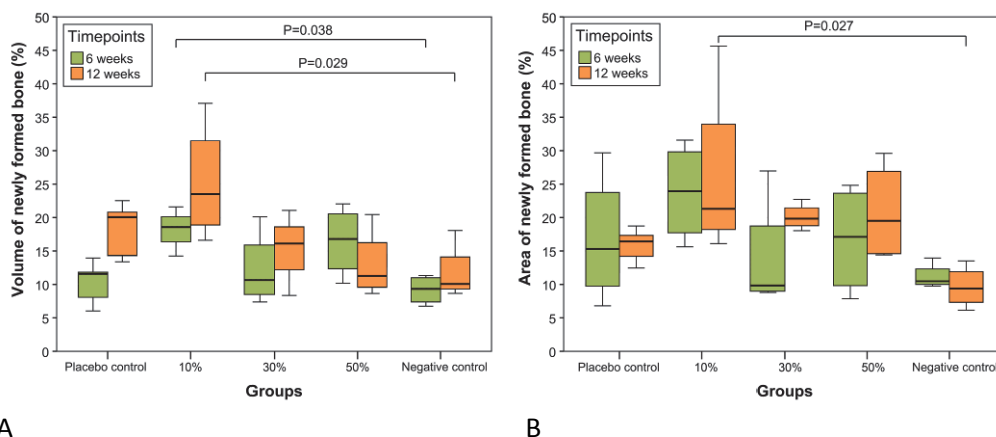 Volume of newly formed bone (%)
50
45
40
35
30
25
20
15
10
5
0
Timepoints
6 weeks
12 weeks
P=0.038
P=0.029
Placebo control 10% 30% 50% Negative control
Groups
A
Area of newly formed bone (%)
50
45
40
35
30
25
20
15
10
5
0
Timepoints
6 weeks
12 weeks
P=0.027
Placebo control 10% 30% 50% Negative control
Groups
B